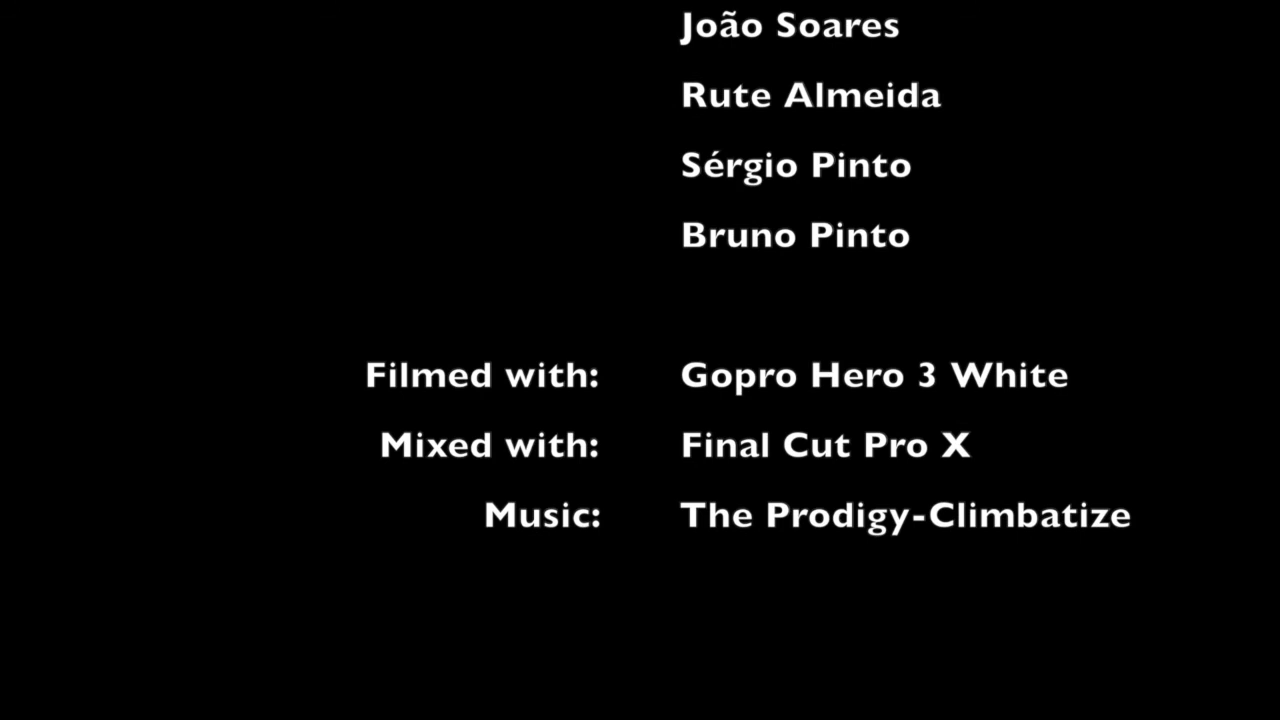 João Soares
Rute Almeida
Sérgio Pinto
Bruno Pinto
Filmed with: Gopro Hero 3 White
Mixed with: Final Cut Pro X
Music: The Prodigy-Climbatize